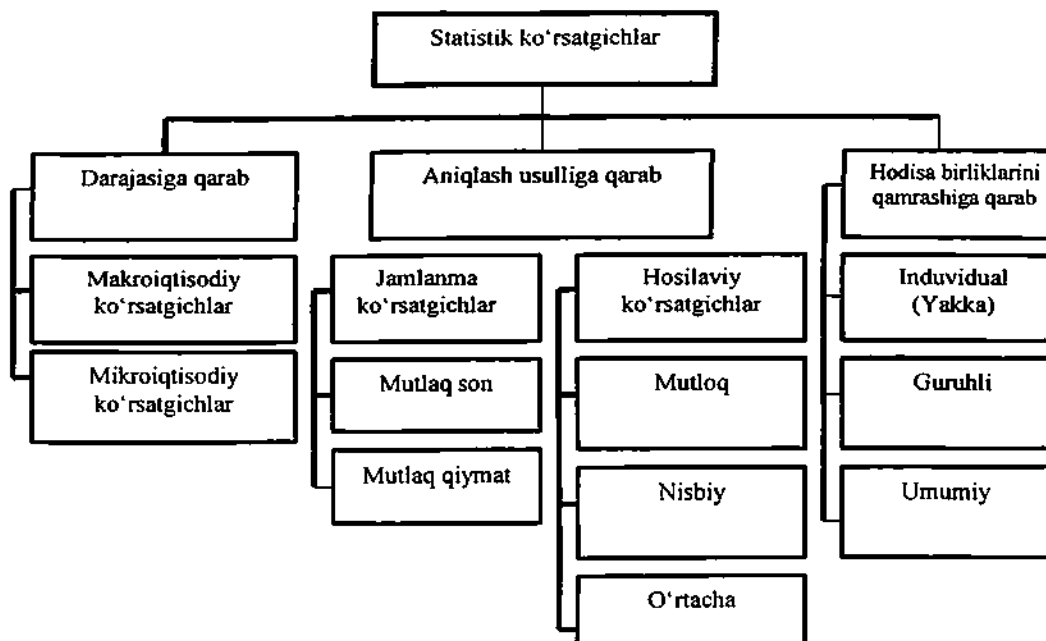 Statistik ko‘rsatgichlar
Darajasiga qarab
Aniqlash usulliga qarab
Hodisa birliklarini
qamrashiga qarab
Makroiqtisodiy
ko‘rsatgichlar
Mikroiqtisodiy
ko‘rsatgichlar
Jamlanma
ko‘rsatgichlar
Mutlaq son
Mutlaq qiymat
Hosilaviy
ko‘rsatgichlar
Mutloq
Nisbiy
O‘rtacha
Induvidual
(Yakka)
Guruhli
Umumiy